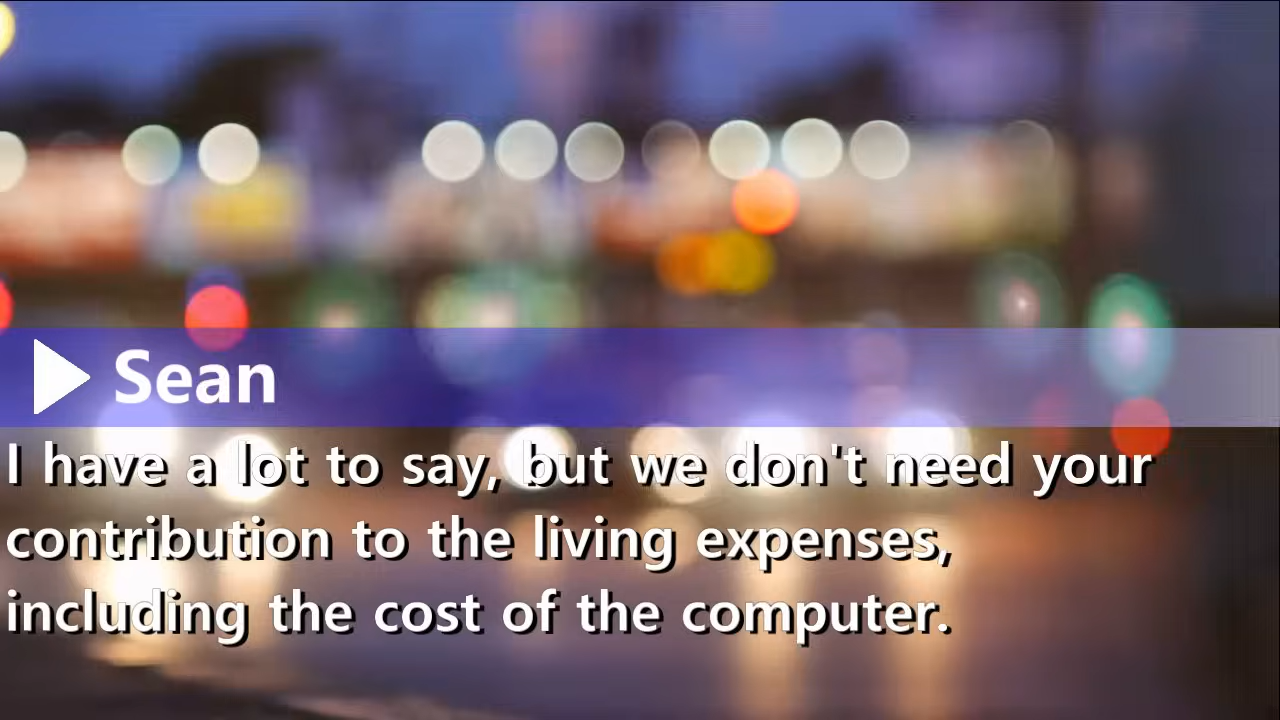 Sean
I have a lot to say, but we don't need your
contribution to the living expenses,
including the cost of the computer.